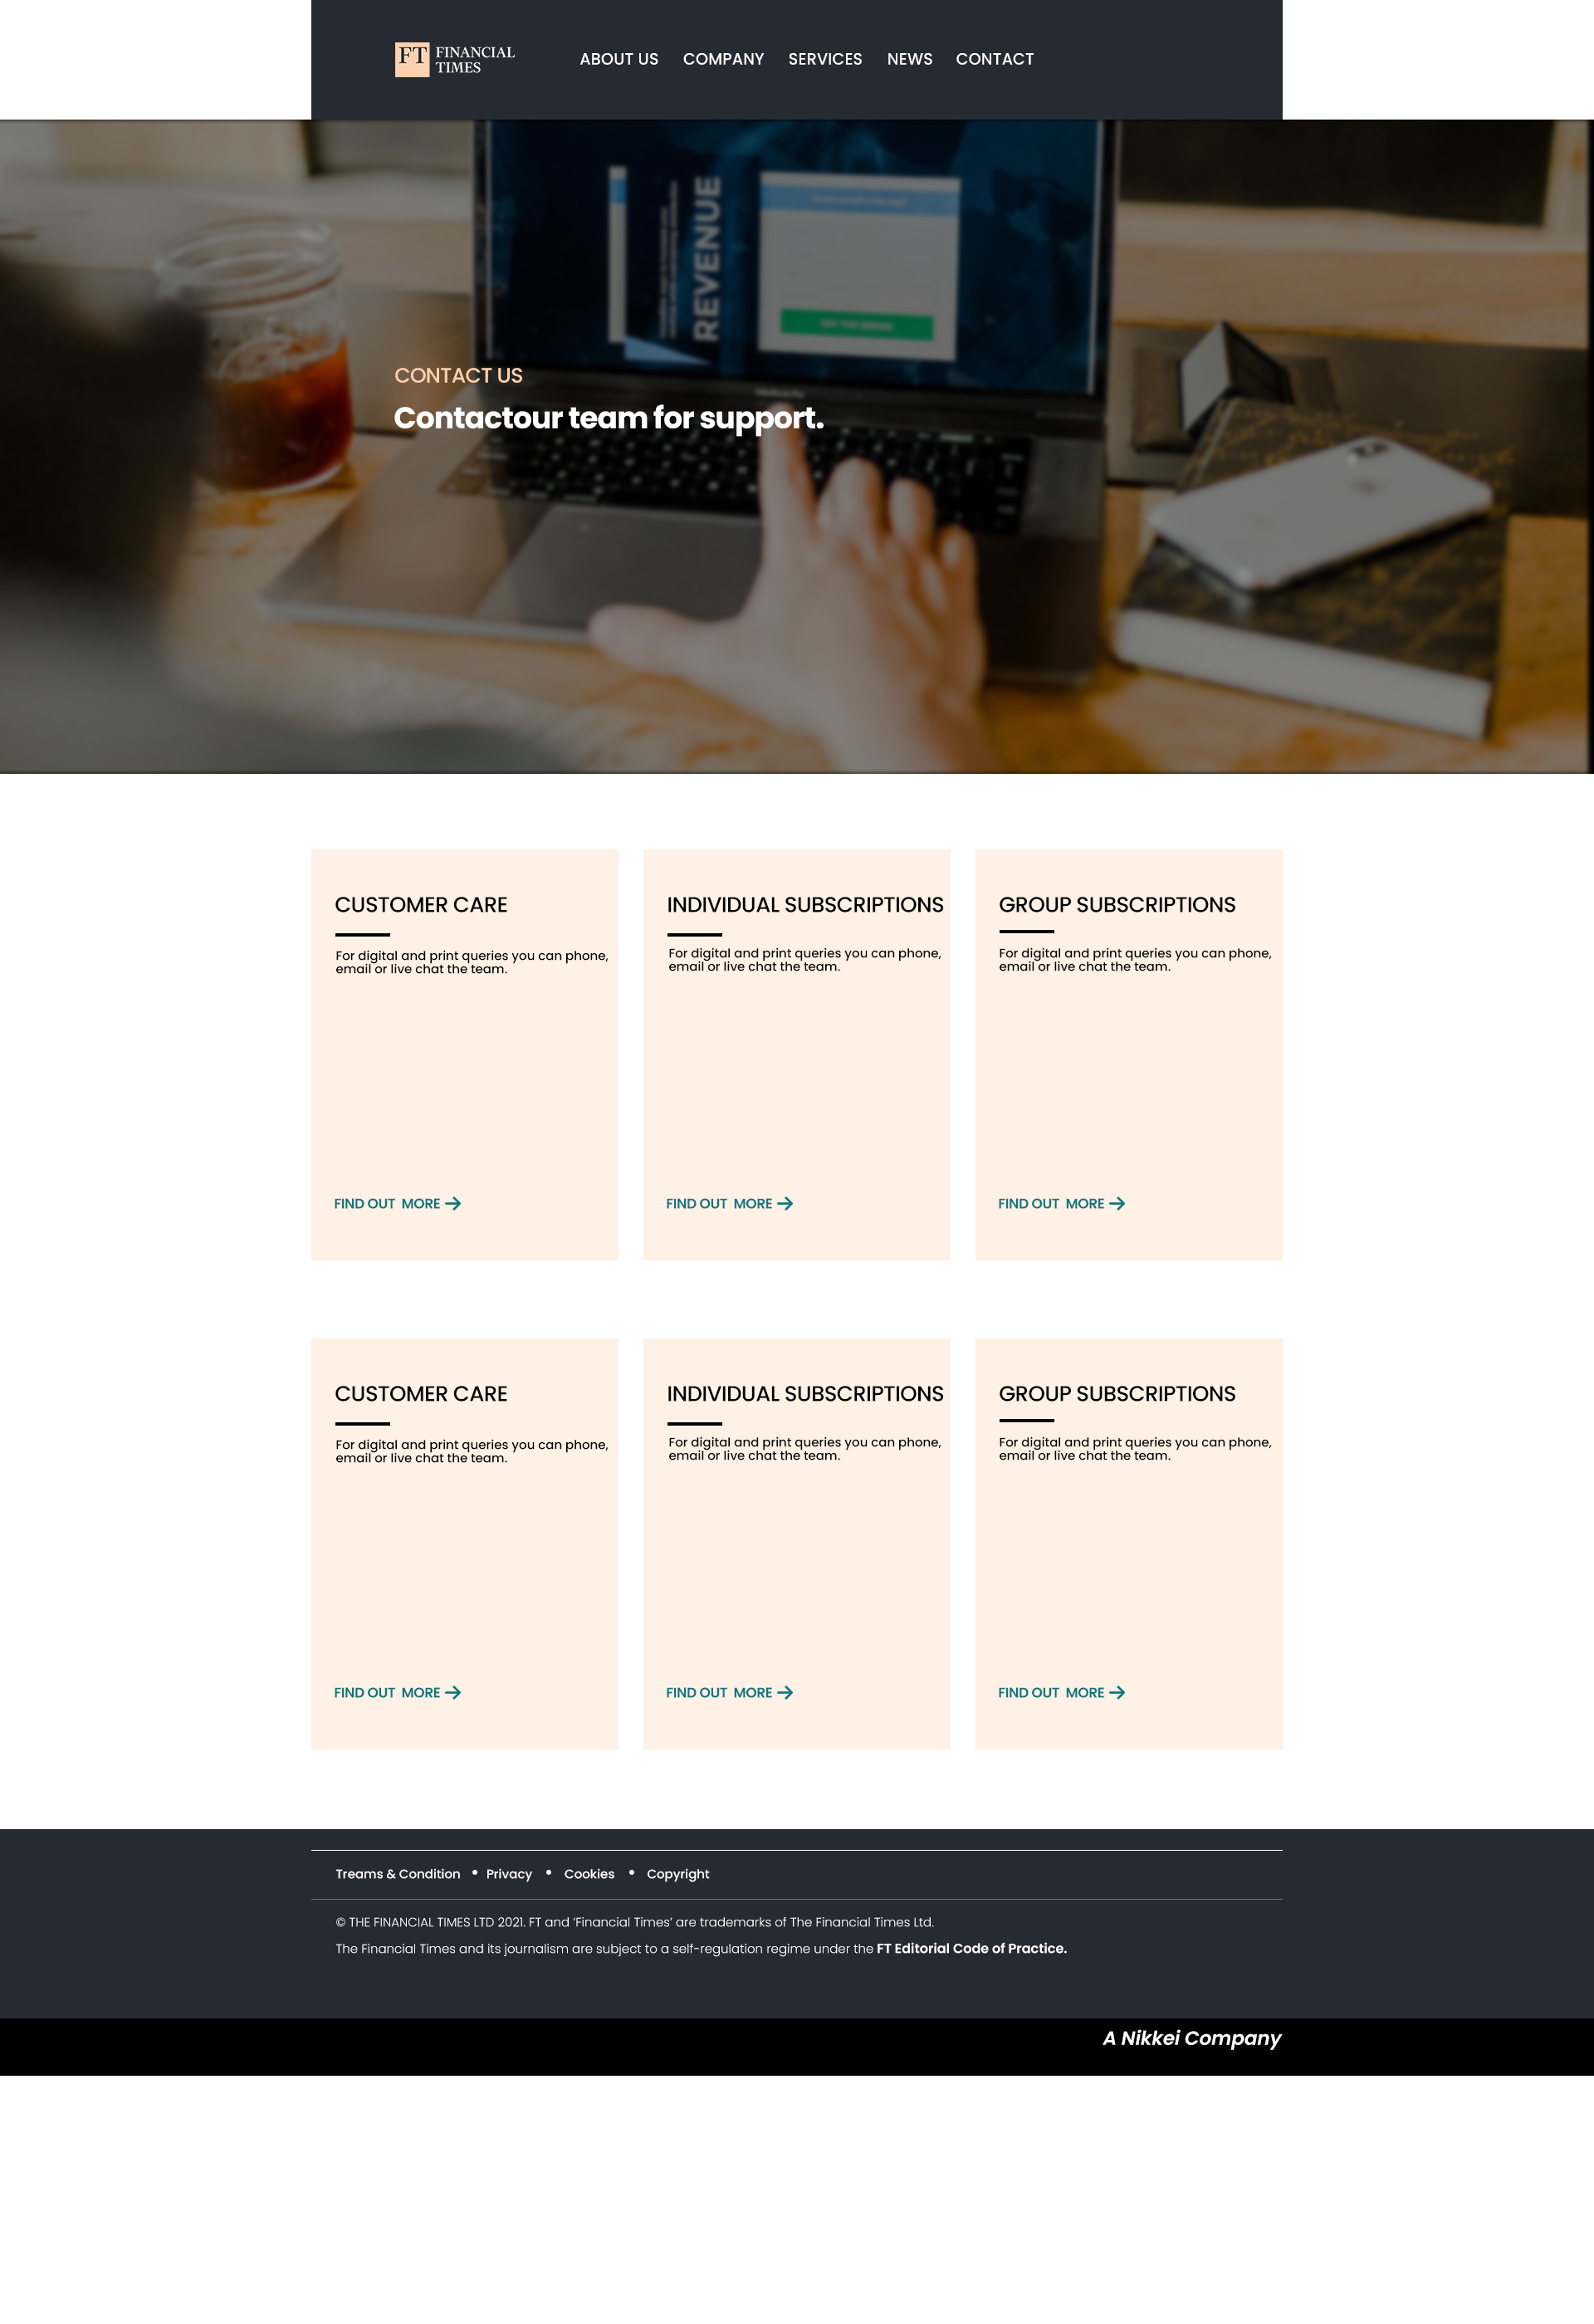 FT FINANCIAL
TIMES
ABOUT US COMPANY SERVICES NEWS CONTACT
REVENUE
CONTACT US
Contactour team for support.
CUSTOMER CARE
For digital and print queries you can phone,
email or live chat the team.
FIND OUT MORE
INDIVIDUAL SUBSCRIPTIONS
For digital and print queries you can phone,
email or live chat the team.
FIND OUT MORE
GROUP SUBSCRIPTIONS
For digital and print queries you can phone,
email or live chat the team.
FIND OUT MORE
CUSTOMER CARE
For digital and print queries you can phone,
email or live chat the team.
FIND OUT MORE
INDIVIDUAL SUBSCRIPTIONS
For digital and print queries you can phone,
email or live chat the team.
FIND OUT MORE
GROUP SUBSCRIPTIONS
For digital and print queries you can phone,
email or live chat the team.
FIND OUT MORE
Treams & Condition • Privacy • Cookies • Copyright
© THE FINANCIAL TIMES LTD 2021. FT and ‘Financial Times’ are trademarks of The Financial Times Ltd.
The Financial Times and its journalism are subject to a self-regulation regime under the FT Editorial Code of Practice.
A Nikkei Company